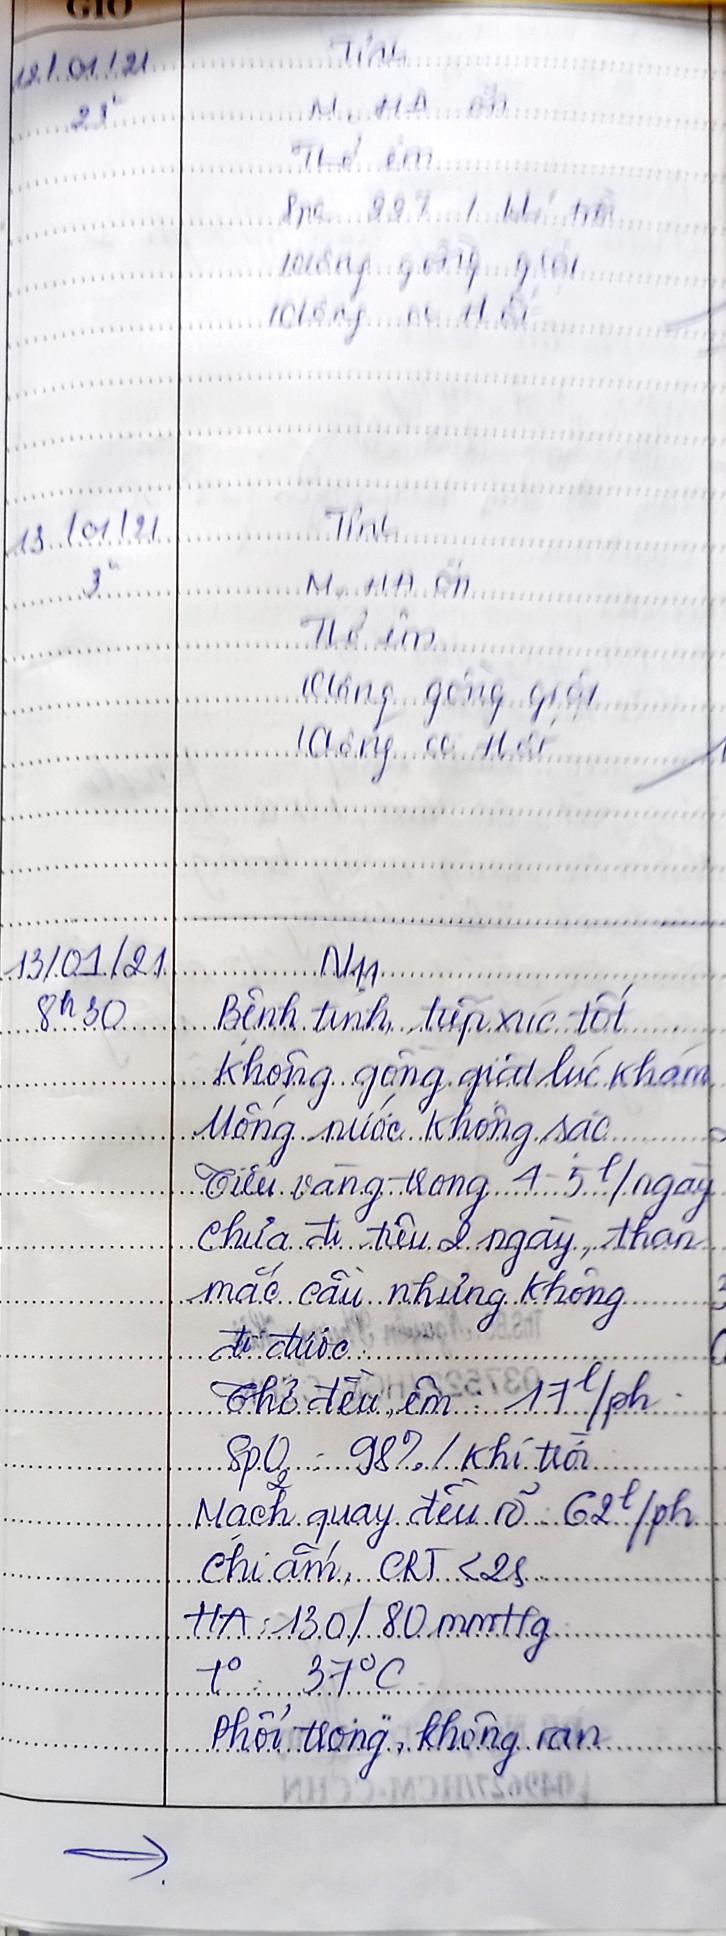 GIỜ
12/01/21 Tỉnh
23h M, HA ổn
Thở êm
SpO2 99% / khí trời
Không gồng giật
Không co thắt
13/01/21 Tỉnh
3h M, HA ổn
Thở êm
Không gồng giật
Không co thắt
13/01/21 N11
8h30 Bệnh tỉnh, tiếp xúc tốt
Không gồng giật lúc khám
Uống nước không sặc
Tiểu vàng trong 4-5l/ngày
Chưa đi tiêu 2 ngày, than
mắc cầu nhưng không
đi được
Thở đều, êm: 17l/ph
SpO2: 98% / khí trời
Mạch quay đều rõ: 62l/ph
Chi ấm, CRT <2s
HA: 130/80 mmHg
t°: 37°C
Phổi trong, không ran